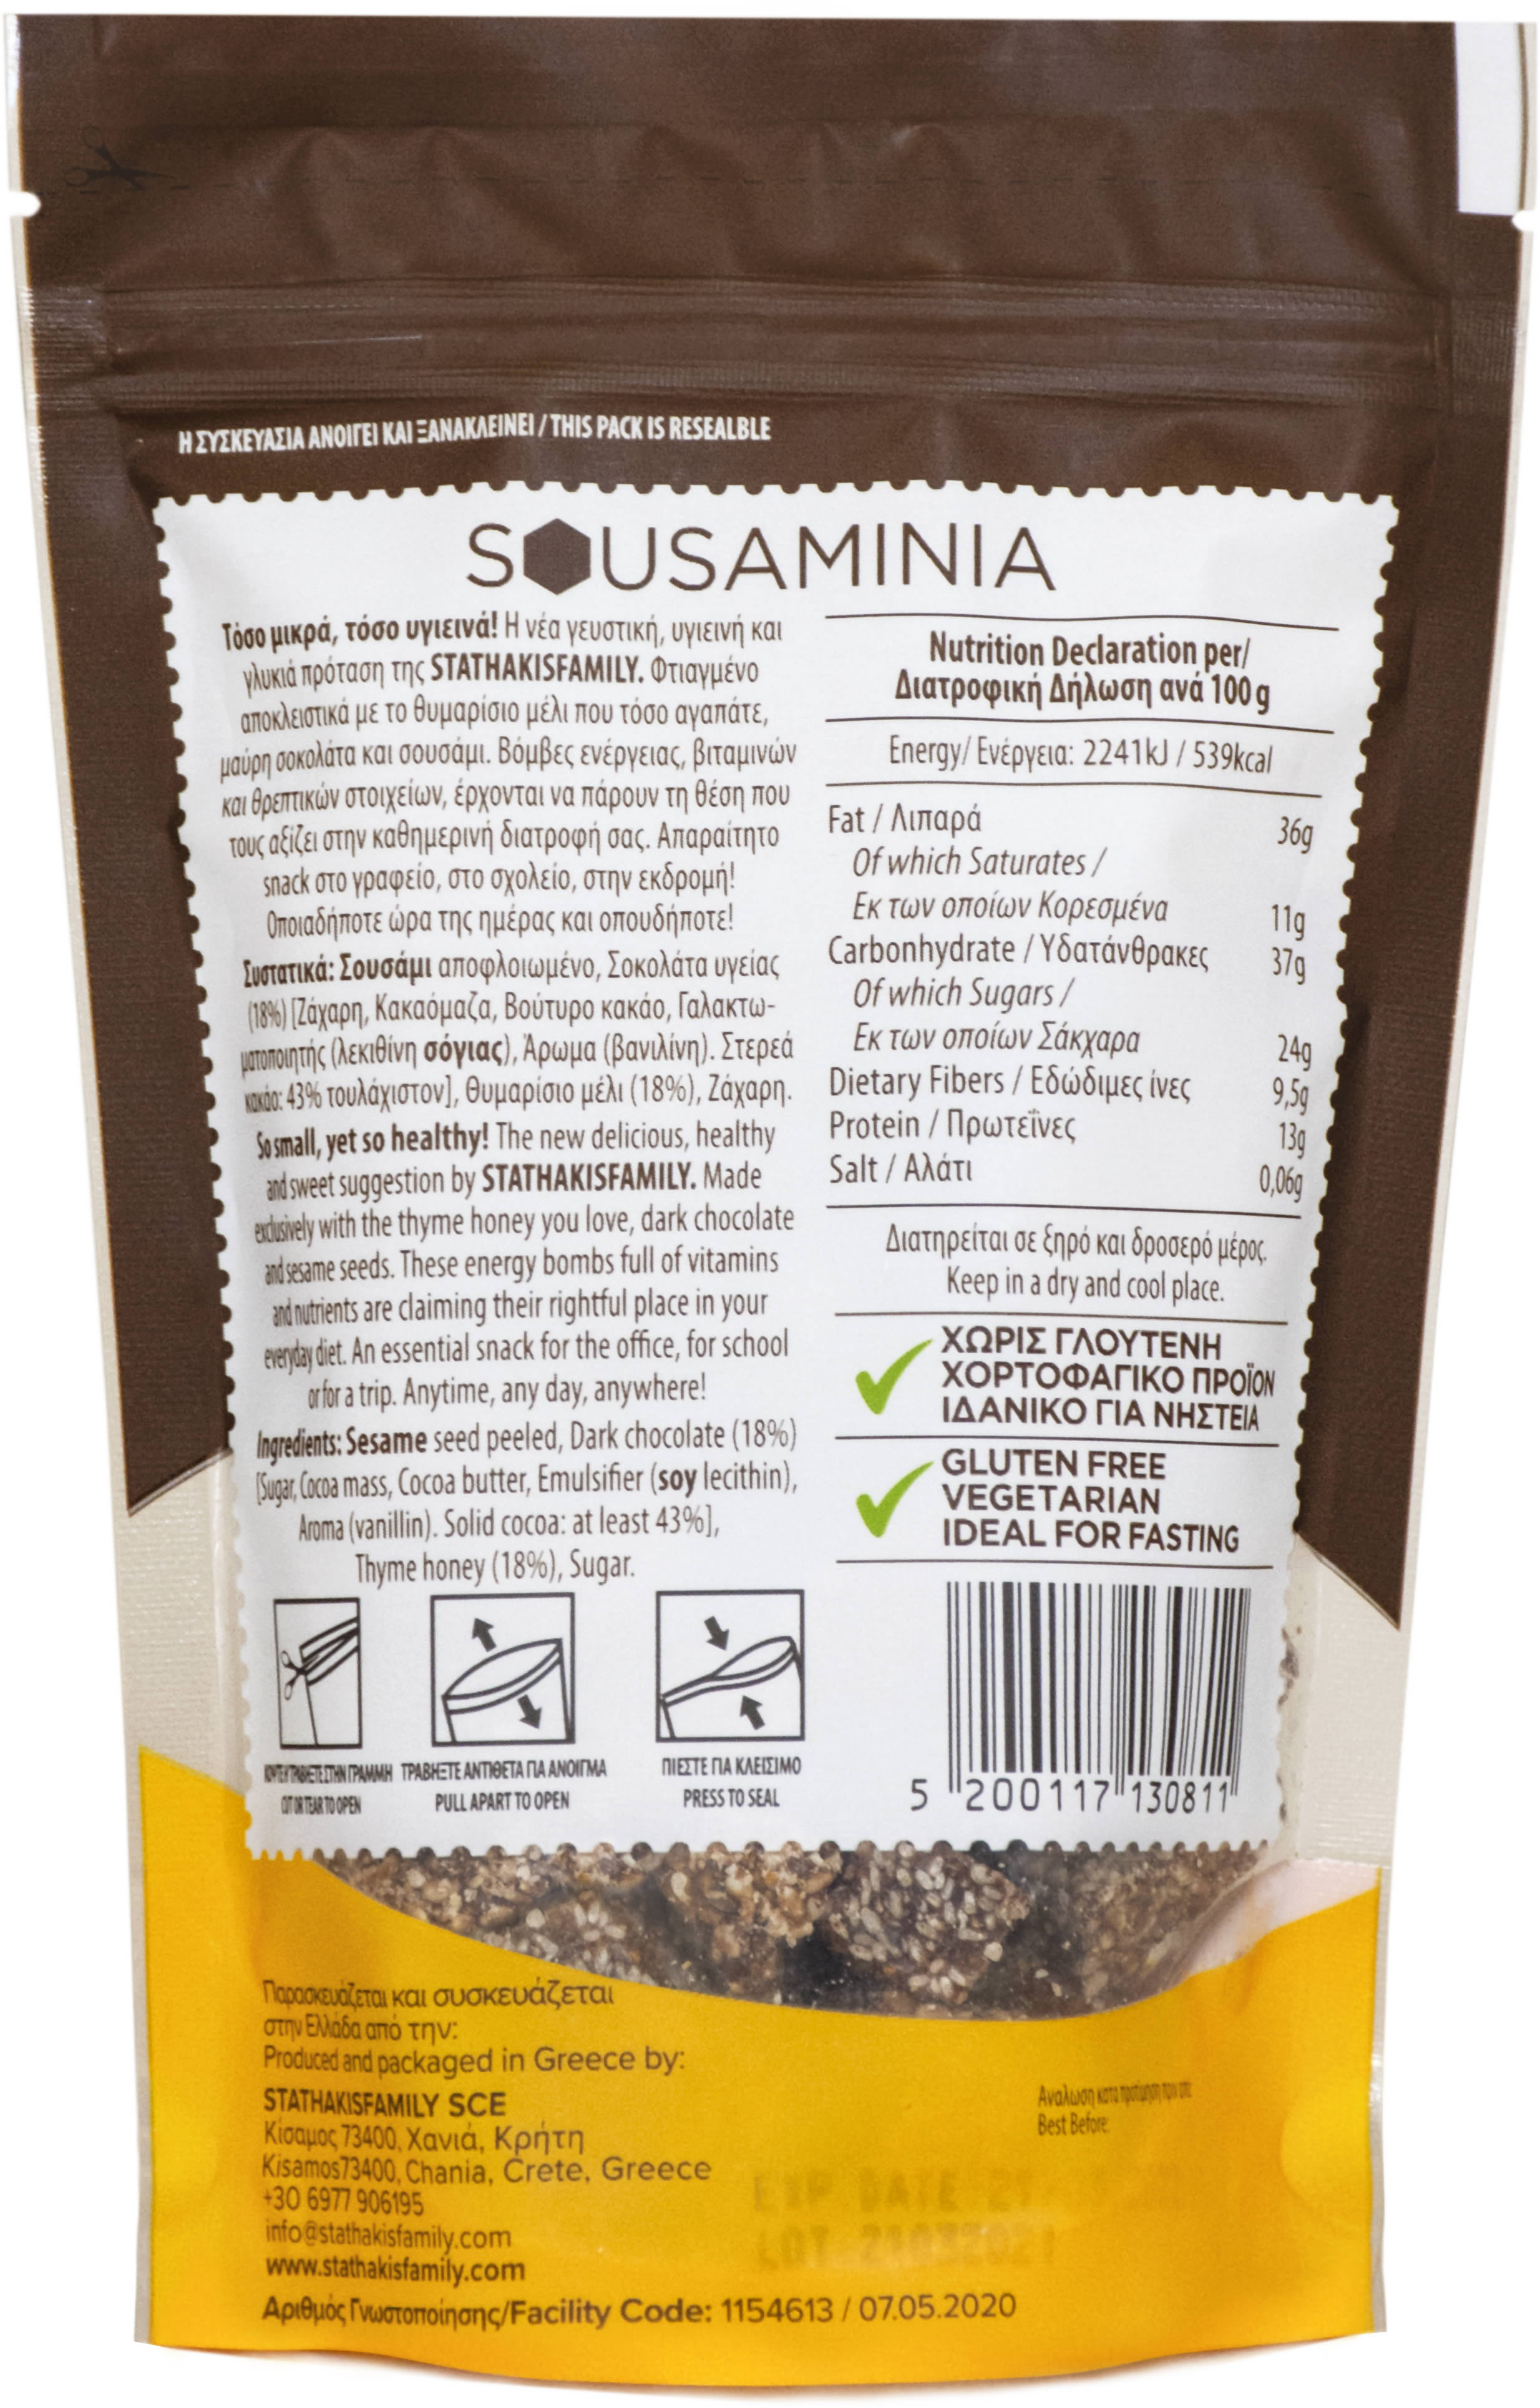 Η ΣΥΣΚΕΥΑΣΙΑ ΑΝΟΙΓΕΙ ΚΑΙ ΞΑΝΑΚΛΕΙΝΕΙ / THIS PACK IS RESEALBLE
SOUSAMINIA
Τόσο μικρά, τόσο υγιεινά! Η νέα γευστική, υγιεινή και
γλυκιά πρόταση της STATHAKISFAMILY. Φτιαγμένο
αποκλειστικά με το θυμαρίσιο μέλι που τόσο αγαπάτε,
μαύρη σοκολάτα και σουσάμι. Βόμβες ενέργειας, βιταμινών
και θρεπτικών στοιχείων, έρχονται να πάρουν τη θέση που
τους αξίζει στην καθημερινή διατροφή σας. Απαραίτητο
snack στο γραφείο, στο σχολείο, στην εκδρομή!
Οποιαδήποτε ώρα της ημέρας και οπουδήποτε!
Συστατικά: Σουσάμι αποφλοιωμένο, Σοκολάτα υγείας
(18%) [Ζάχαρη, Κακαόμαζα, Βούτυρο κακάο, Γαλακτω-
ματοποιητής (λεκιθίνη σόγιας), Άρωμα (βανιλίνη). Στερεά
κακάο: 43% τουλάχιστον], Θυμαρίσιο μέλι (18%), Ζάχαρη.
So small, yet so healthy! The new delicious, healthy
and sweet suggestion by STATHAKISFAMILY. Made
exclusively with the thyme honey you love, dark chocolate
and sesame seeds. These energy bombs full of vitamins
and nutrients are claiming their rightful place in your
everyday diet. An essential snack for the office, for school
or for a trip. Anytime, any day, anywhere!
Ingredients: Sesame seed peeled, Dark chocolate (18%)
[Sugar, Cocoa mass, Cocoa butter, Emulsifier (soy lecithin),
Aroma (vanillin). Solid cocoa: at least 43%],
Thyme honey (18%), Sugar.
ΚΟΨΤΕ Ή ΤΡΑΒΗΞΤΕ ΣΤΗΝ ΓΡΑΜΜΗ
CUT OR TEAR TO OPEN
ΤΡΑΒΗΞΤΕ ΑΝΤΙΘΕΤΑ ΓΙΑ ΑΝΟΙΓΜΑ
PULL APART TO OPEN
ΠΙΕΣΤΕ ΓΙΑ ΚΛΕΙΣΙΜΟ
PRESS TO SEAL
Nutrition Declaration per/
Διατροφική Δήλωση ανά 100 g
Energy/ Ενέργεια: 2241kJ / 539kcal
Fat / Λιπαρά 36g
Of which Saturates /
Εκ των οποίων Κορεσμένα 11g
Carbonhydrate / Υδατάνθρακες 37g
Of which Sugars /
Εκ των οποίων Σάκχαρα 24g
Dietary Fibers / Εδώδιμες ίνες 9,5g
Protein / Πρωτεΐνες 13g
Salt / Αλάτι 0,06g
Διατηρείται σε ξηρό και δροσερό μέρος.
Keep in a dry and cool place.
ΧΩΡΙΣ ΓΛΟΥΤΕΝΗ
ΧΟΡΤΟΦΑΓΙΚΟ ΠΡΟΪΟΝ
ΙΔΑΝΙΚΟ ΓΙΑ ΝΗΣΤΕΙΑ
GLUTEN FREE
VEGETARIAN
IDEAL FOR FASTING
5 200117 130811
Παρασκευάζεται και συσκευάζεται
στην Ελλάδα από την:
Produced and packaged in Greece by:
STATHAKISFAMILY SCE
Κίσαμος 73400, Χανιά, Κρήτη
Kisamos73400, Chania, Crete, Greece
+30 6977 906195
info@stathakisfamily.com
www.stathakisfamily.com
Αριθμός Γνωστοποίησης/Facility Code: 1154613 / 07.05.2020
Αναλωση κατα προτίμηση πριν απο:
Best Before:
EXP DATE
LOT